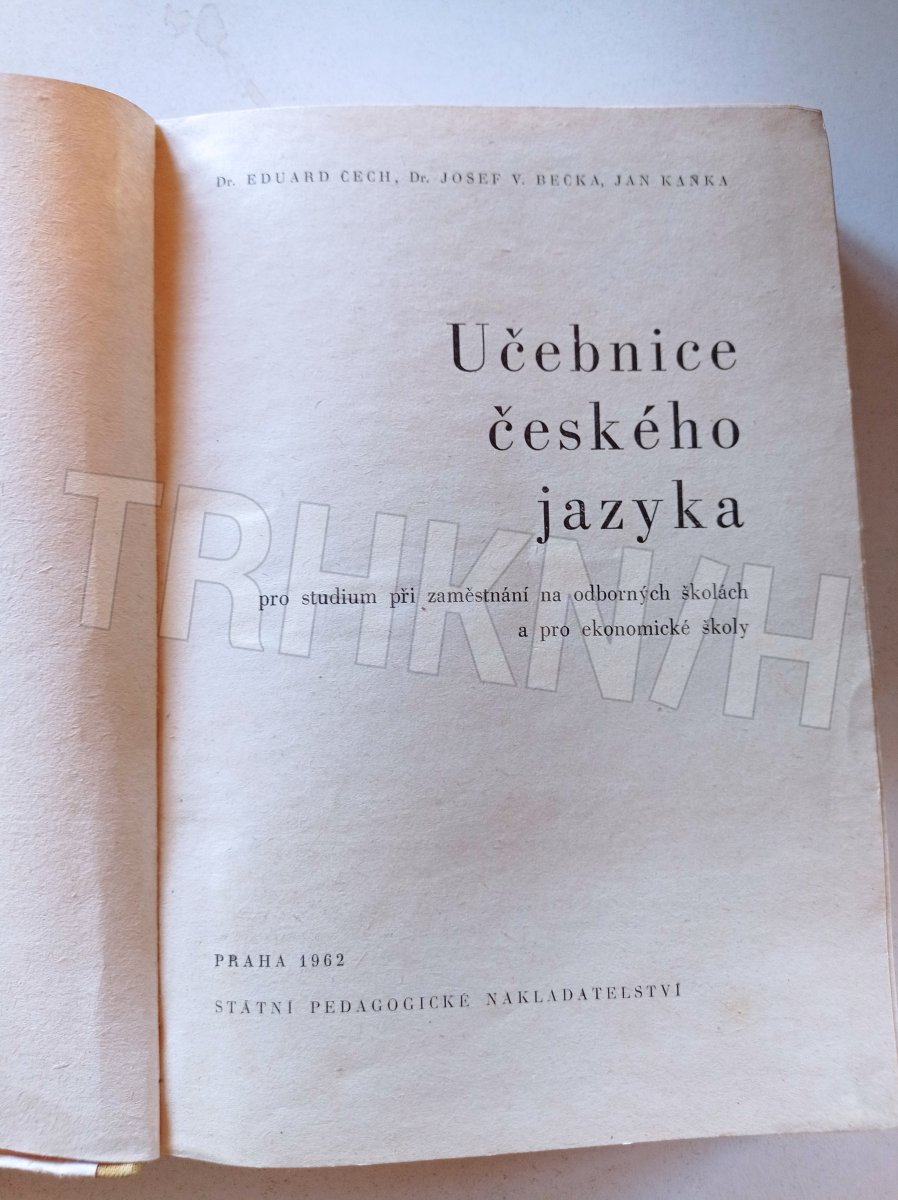 Dr. EDUARD ČECH, Dr. JOSEF V. BEČKA, JAN KAŇKA
Učebnice
českého
jazyka
TRHKNIH
pro studium při zaměstnání na odborných školách
a pro ekonomické školy
PRAHA 1962
STÁTNÍ PEDAGOGICKÉ NAKLADATELSTVÍ